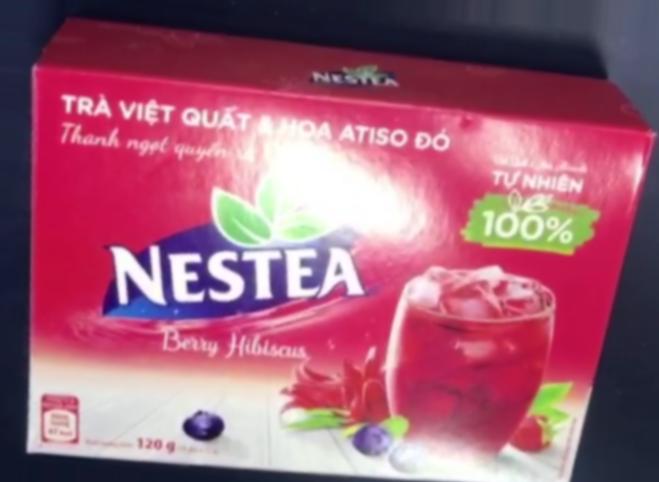 NESTEA
TRÀ VIỆT QUẤT & HOA ATISO ĐỎ
Thanh ngọt quyến
TỰ NHIÊN
100%
NESTEA
Berry Hibiscus
120 g